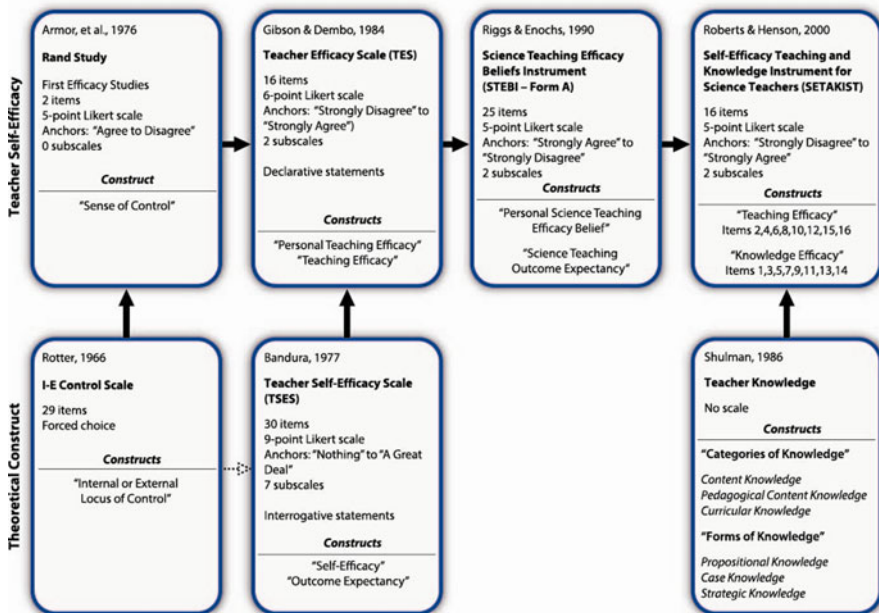 Teacher Self-Efficacy
Armor, et al., 1976
Rand Study
First Efficacy Studies
2 items
5-point Likert scale
Anchors: "Agree to Disagree"
0 subscales
Construct
"Sense of Control"
Gibson & Dembo, 1984
Teacher Efficacy Scale (TES)
16 items
6-point Likert scale
Anchors: "Strongly Disagree" to
"Strongly Agree")
2 subscales
Declarative statements
Constructs
"Personal Teaching Efficacy"
"Teaching Efficacy"
Riggs & Enochs, 1990
Science Teaching Efficacy
Beliefs Instrument
(STEBI – Form A)
25 items
5-point Likert scale
Anchors: "Strongly Agree" to
"Strongly Disagree"
2 subscales
Constructs
"Personal Science Teaching
Efficacy Belief"
"Science Teaching
Outcome Expectancy"
Roberts & Henson, 2000
Self-Efficacy Teaching and
Knowledge Instrument for
Science Teachers (SETAKIST)
16 items
5-point Likert scale
Anchors: "Strongly Disagree" to
"Strongly Agree"
2 subscales
Constructs
"Teaching Efficacy"
Items 2,4,6,8,10,12,15,16
"Knowledge Efficacy"
Items 1,3,5,7,9,11,13,14
Theoretical Construct
Rotter, 1966
I-E Control Scale
29 items
Forced choice
Constructs
"Internal or External
Locus of Control"
Bandura, 1977
Teacher Self-Efficacy Scale
(TSES)
30 items
9-point Likert scale
Anchors: "Nothing" to "A Great
Deal"
7 subscales
Interrogative statements
Constructs
"Self-Efficacy"
"Outcome Expectancy"
Shulman, 1986
Teacher Knowledge
No scale
Constructs
"Categories of Knowledge"
Content Knowledge
Pedagogical Content Knowledge
Curricular Knowledge
"Forms of Knowledge"
Propositional Knowledge
Case Knowledge
Strategic Knowledge